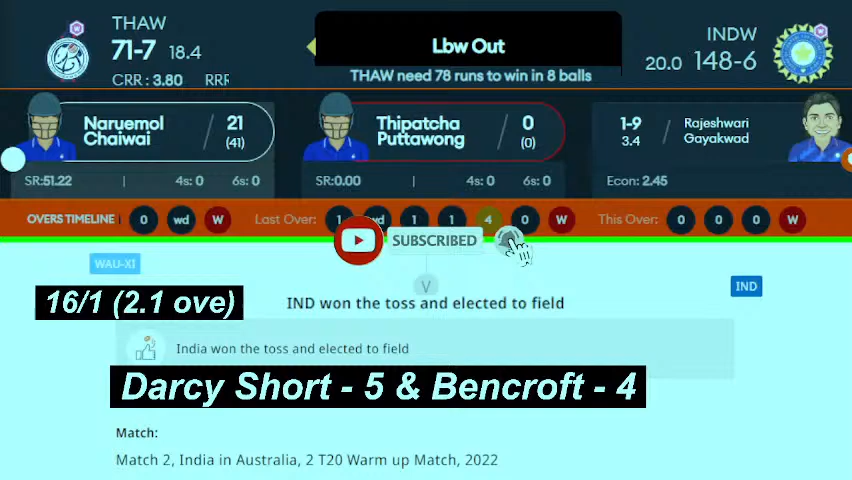 THAW
71-7 18.4
CRR : 3.80 RRR
Lbw Out
THAW need 78 runs to win in 8 balls
INDW
20.0 148-6
Naruemol
Chaiwai
21
(41)
Thipatcha
Puttawong
0
(0)
1-9
3.4
Rajeshwari
Gayakwad
SR:51.22 | 4s: 0 6s: 0
SR:0.00 | 4s: 0 6s: 0
Econ: 2.45
OVERS TIMELINE 0 wd W Last Over: 1 wd 1 1 4 0 W This Over: 0 0 0 W
SUBSCRIBED
WAU-XI
V
IND
16/1 (2.1 ove)
IND won the toss and elected to field
India won the toss and elected to field
Darcy Short - 5 & Bencroft - 4
Match:
Match 2, India in Australia, 2 T20 Warm up Match, 2022